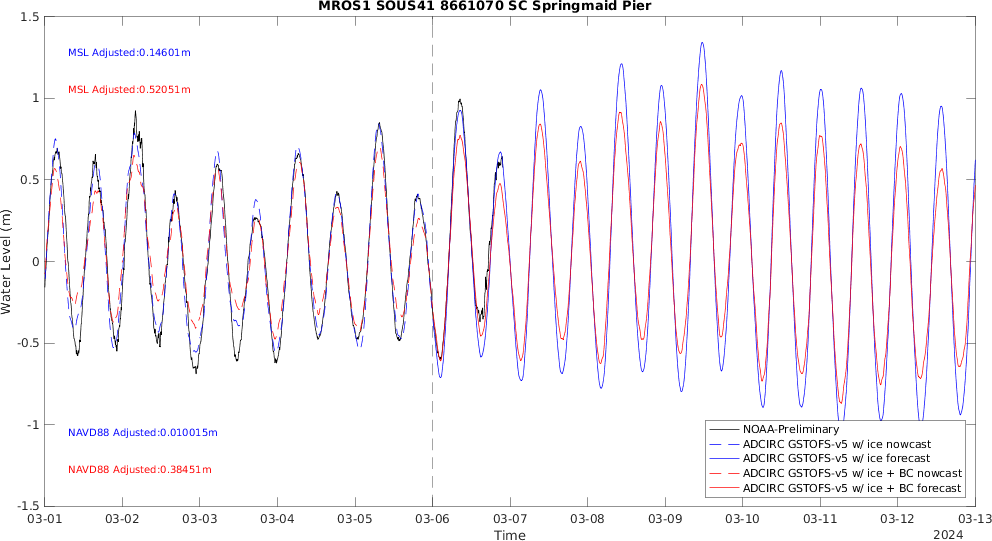 MROS1 SOUS41 8661070 SC Springmaid Pier
1.5
1
0.5
0
-0.5
-1
-1.5
Water Level (m)
MSL Adjusted:0.14601m
MSL Adjusted:0.52051m
NAVD88 Adjusted:0.010015m
NAVD88 Adjusted:0.38451m
NOAA-Preliminary
ADCIRC GSTOFS-v5 w/ ice nowcast
ADCIRC GSTOFS-v5 w/ ice forecast
ADCIRC GSTOFS-v5 w/ ice + BC nowcast
ADCIRC GSTOFS-v5 w/ ice + BC forecast
03-01 03-02 03-03 03-04 03-05 03-06 03-07 03-08 03-09 03-10 03-11 03-12 03-13
Time
2024